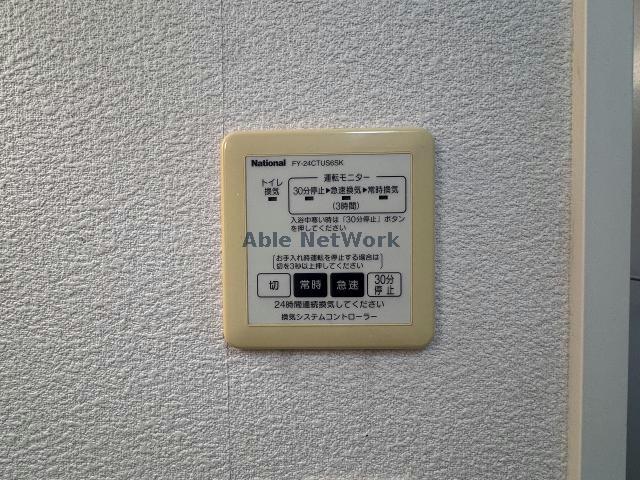 National FY-24CTUS6SK
運転モニター
トイレ
換気
30分停止▶急速換気▶常時換気
(3時間)
入浴中寒い時は「30分停止」ボタン
を押してください
Able NetWork
お手入れ時運転を停止する場合は
切を3秒以上押してください
切 常時 急速 30分
停止
24時間連続換気してください
換気システムコントローラー